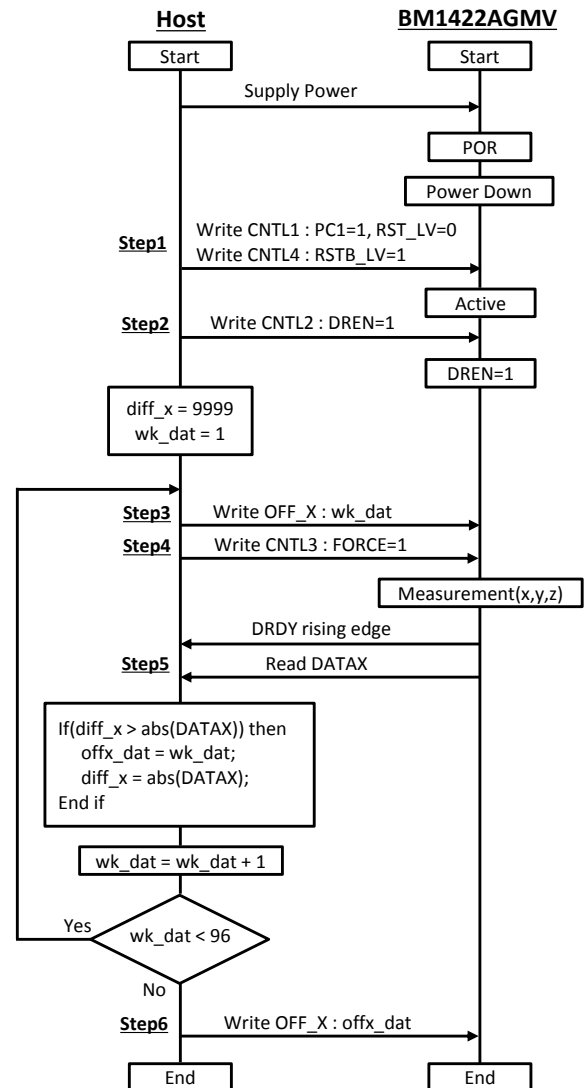 Host
BM1422AGMV
Start
Start
Supply Power
POR
Power Down
Step1
Write CNTL1 : PC1=1, RST_LV=0
Write CNTL4 : RSTB_LV=1
Active
Step2
Write CNTL2 : DREN=1
DREN=1
diff_x = 9999
wk_dat = 1
Step3
Write OFF_X : wk_dat
Step4
Write CNTL3 : FORCE=1
Measurement(x,y,z)
DRDY rising edge
Step5
Read DATAX
If(diff_x > abs(DATAX)) then
offx_dat = wk_dat;
diff_x = abs(DATAX);
End if
wk_dat = wk_dat + 1
Yes
wk_dat < 96
No
Step6
Write OFF_X : offx_dat
End
End